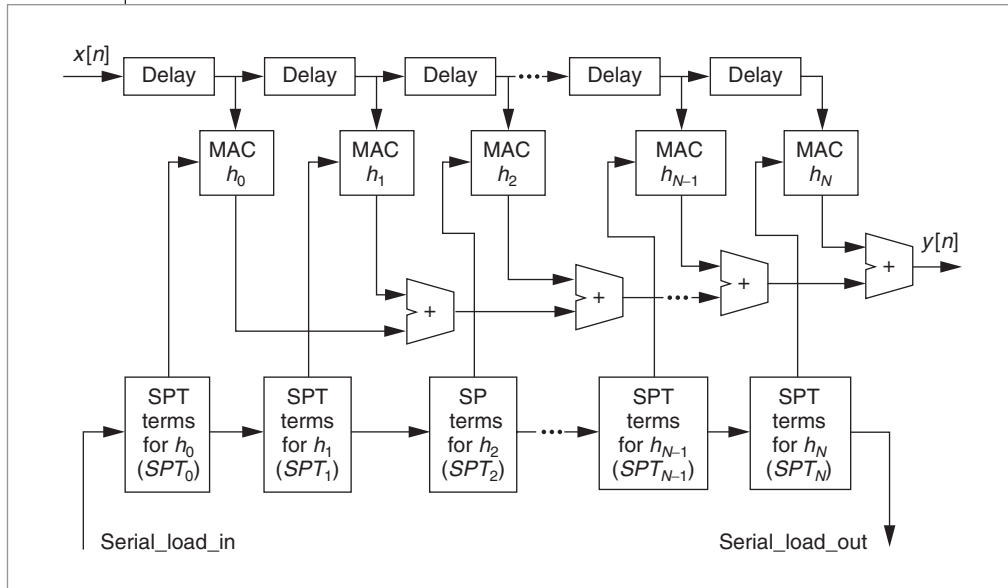 x[n]
Delay Delay Delay ••• Delay Delay
MAC MAC MAC MAC MAC
h0 h1 h2 hN–1 hN
y[n]
+ + ••• + +
SPT SPT SP SPT SPT
terms terms terms terms terms
for h0 for h1 for h2 ••• for hN–1 for hN
(SPT0) (SPT1) (SPT2) (SPTN–1) (SPTN)
Serial_load_in Serial_load_out